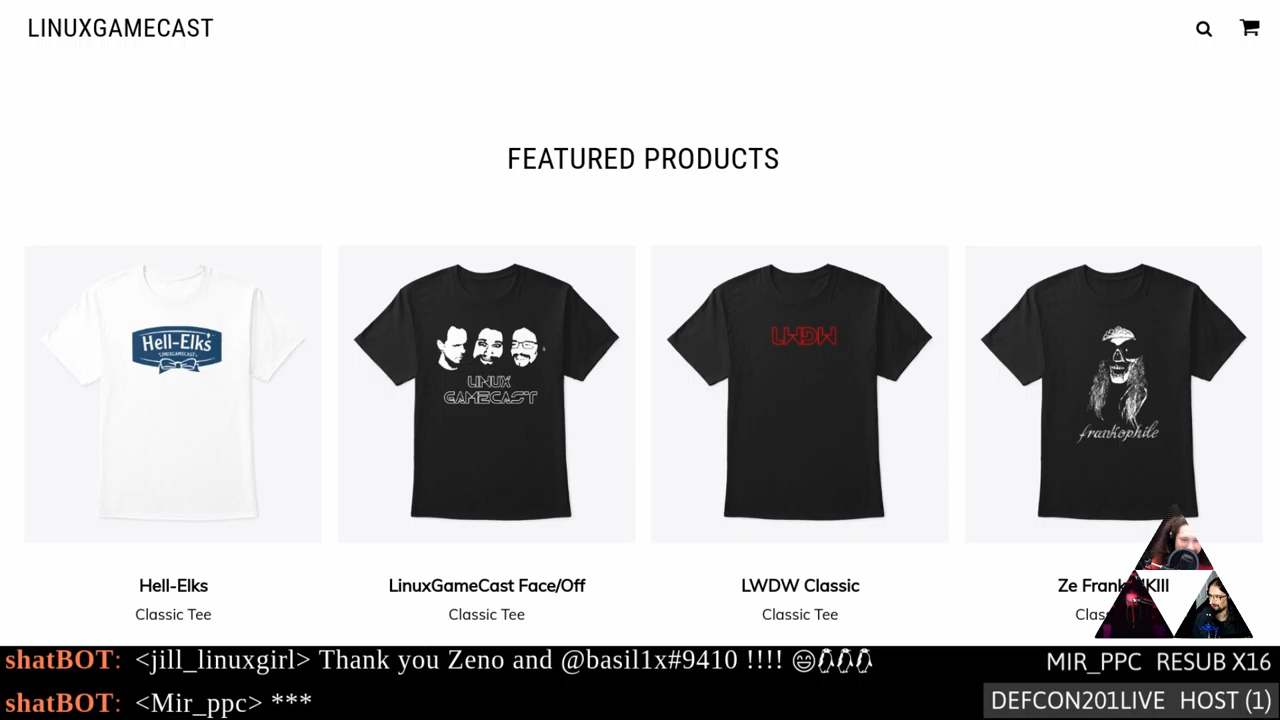 LINUXGAMECAST
FEATURED PRODUCTS
Hell-Elks
LINUXGAMECAST
LINUX
GAMECAST
LWDW
frankophile
Hell-Elks
LinuxGameCast Face/Off
LWDW Classic
Ze Frank
KIII
Classic Tee
Classic Tee
Classic Tee
shatBOT: <jill_linuxgirl> Thank you Zeno and @basil1x#9410 !!!! 😄🐧🐧🐧
MIR_PPC RESUB X16
shatBOT: <Mir_ppc> ***
DEFCON201LIVE HOST (1)